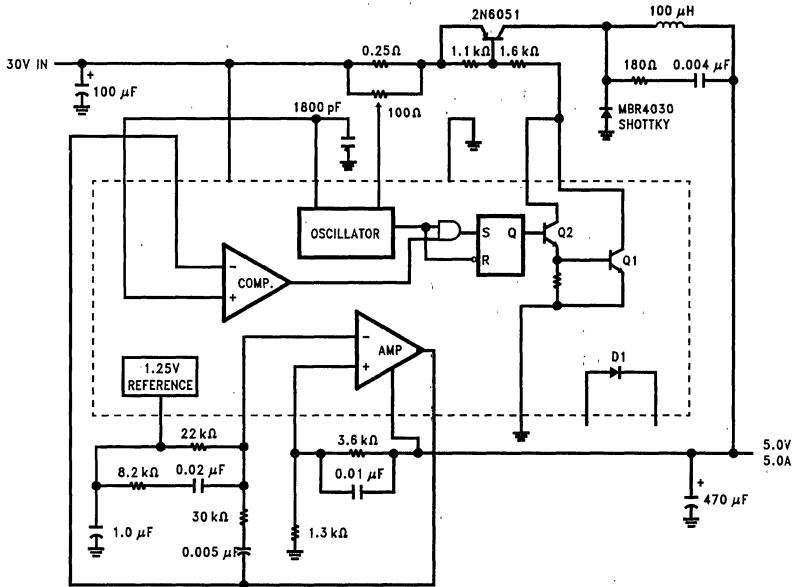 2N6051
100 μH
30V IN
+
100 μF
0.25Ω
1.1 kΩ
1.6 kΩ
180Ω
0.004 μF
1800 pF
100Ω
MBR4030
SHOTTKY
OSCILLATOR
S Q
R
Q2
Q1
-
COMP.
+
-
AMP
+
1.25V
REFERENCE
D1
22 kΩ
3.6 kΩ
5.0V
5.0A
8.2 kΩ
0.02 μF
0.01 μF
+
470 μF
30 kΩ
1.0 μF
1.3 kΩ
0.005 μF